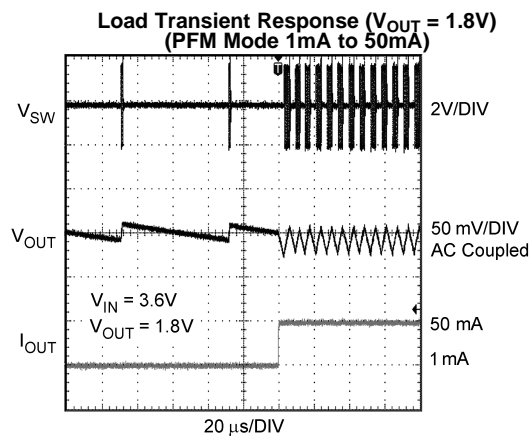 Load Transient Response (VOUT = 1.8V)
(PFM Mode 1mA to 50mA)
T
VSW
2V/DIV
VOUT
50 mV/DIV
AC Coupled
VIN = 3.6V
VOUT = 1.8V
IOUT
50 mA
1 mA
20 μs/DIV